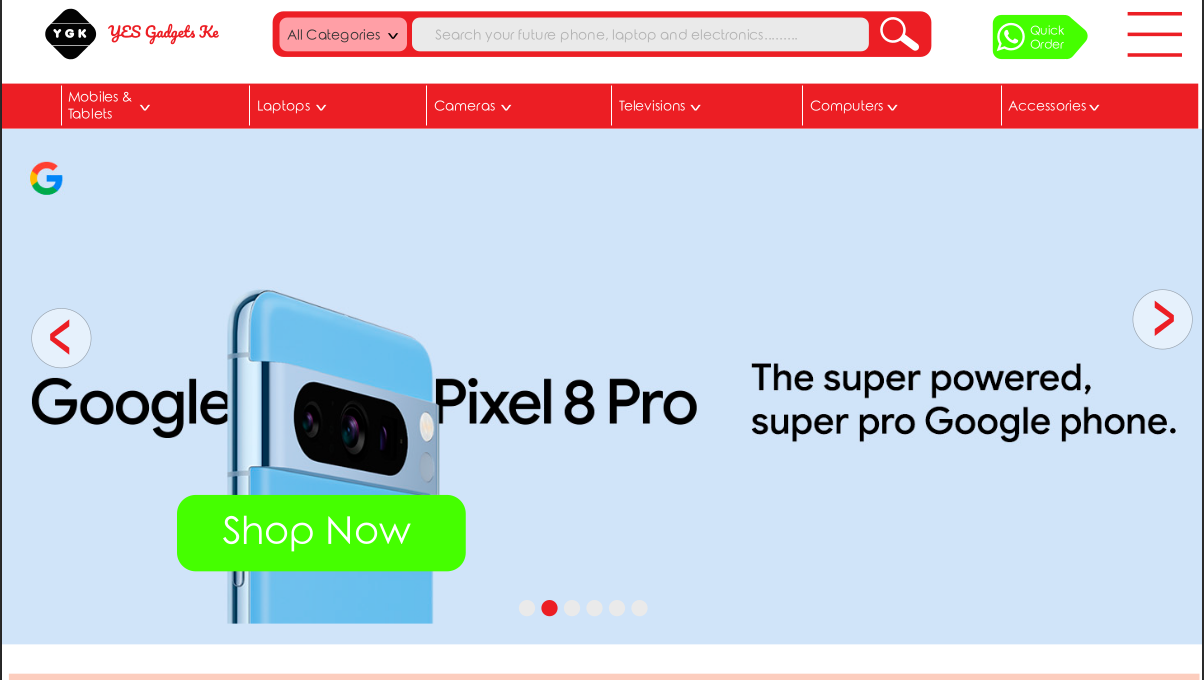 YGK
YES Gadgets Ke
All Categories
Search your future phone, laptop and electronics.........
Quick
Order
Mobiles &
Tablets
Laptops
Cameras
Televisions
Computers
Accessories
Google Pixel 8 Pro
The super powered,
super pro Google phone.
Shop Now